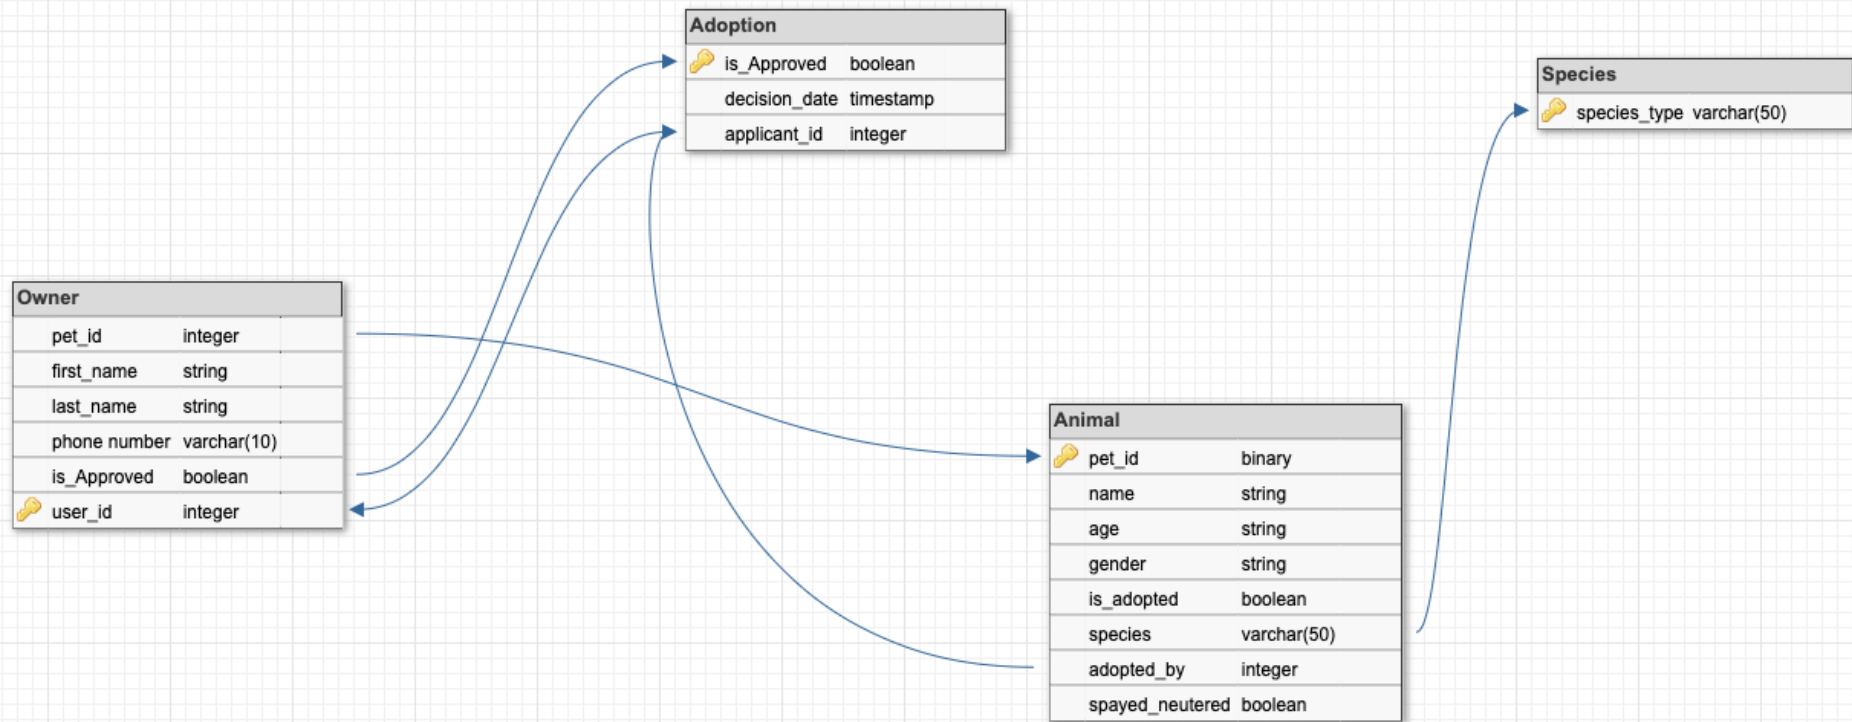 Adoption
is_Approved boolean
decision_date timestamp
applicant_id integer
Species
species_type varchar(50)
Owner
pet_id integer
first_name string
last_name string
phone number varchar(10)
is_Approved boolean
user_id integer
Animal
pet_id binary
name string
age string
gender string
is_adopted boolean
species varchar(50)
adopted_by integer
spayed_neutered boolean